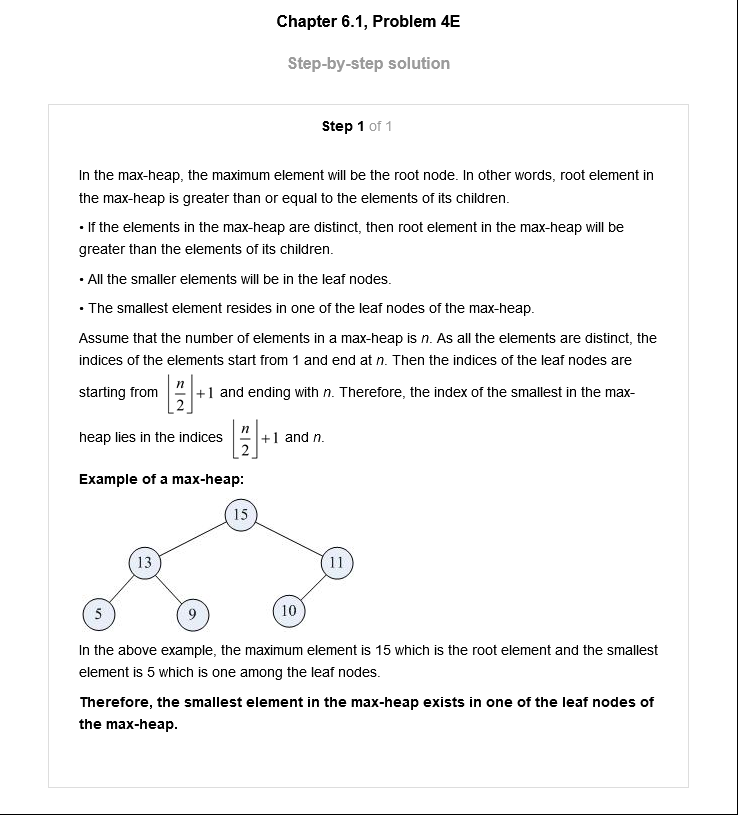 Chapter 6.1, Problem 4E
Step-by-step solution
Step 1 of 1
In the max-heap, the maximum element will be the root node. In other words, root element in
the max-heap is greater than or equal to the elements of its children.
• If the elements in the max-heap are distinct, then root element in the max-heap will be
greater than the elements of its children.
• All the smaller elements will be in the leaf nodes.
• The smallest element resides in one of the leaf nodes of the max-heap.
Assume that the number of elements in a max-heap is n. As all the elements are distinct, the
indices of the elements start from 1 and end at n. Then the indices of the leaf nodes are
starting from ⌊n/2⌋+1 and ending with n. Therefore, the index of the smallest in the max-
heap lies in the indices ⌊n/2⌋+1 and n.
Example of a max-heap:
15
13 11
5 9 10
In the above example, the maximum element is 15 which is the root element and the smallest
element is 5 which is one among the leaf nodes.
Therefore, the smallest element in the max-heap exists in one of the leaf nodes of
the max-heap.